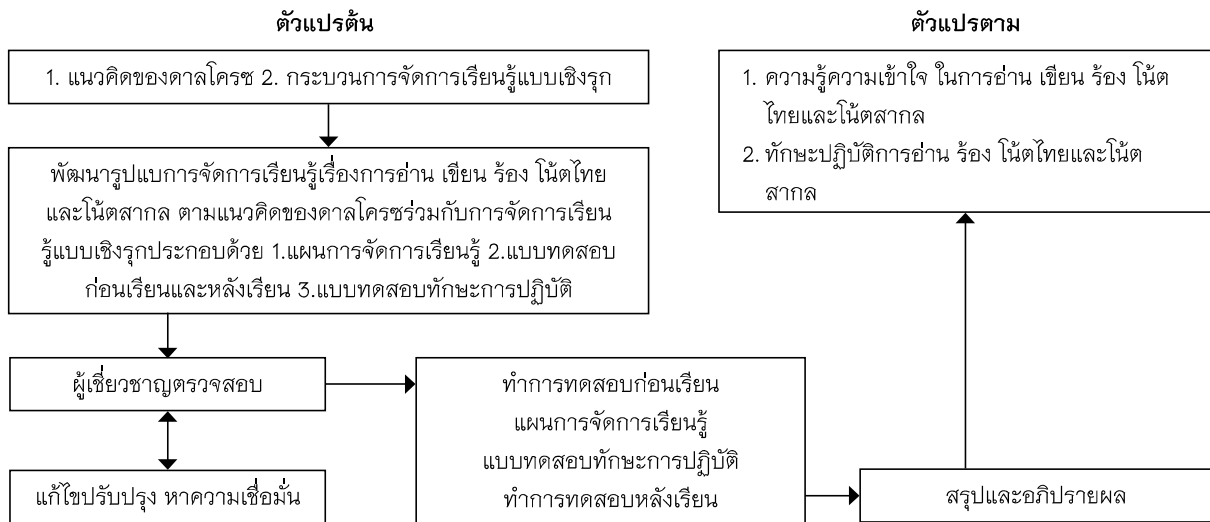 ตัวแปรต้น
1. แนวคิดของดาลโครซ 2. กระบวนการจัดการเรียนรู้แบบเชิงรุก
พัฒนารูปแบบการจัดการเรียนรู้เรื่องการอ่าน เขียน ร้อง โน้ตไทย
และโน้ตสากล ตามแนวคิดของดาลโครซร่วมกับการจัดการเรียน
รู้แบบเชิงรุกประกอบด้วย 1.แผนการจัดการเรียนรู้ 2.แบบทดสอบ
ก่อนเรียนและหลังเรียน 3.แบบทดสอบทักษะการปฏิบัติ
ผู้เชี่ยวชาญตรวจสอบ
แก้ไขปรับปรุง หาความเชื่อมั่น
ทำการทดสอบก่อนเรียน
แผนการจัดการเรียนรู้
แบบทดสอบทักษะการปฏิบัติ
ทำการทดสอบหลังเรียน
สรุปและอภิปรายผล
ตัวแปรตาม
1. ความรู้ความเข้าใจ ในการอ่าน เขียน ร้อง โน้ต
ไทยและโน้ตสากล
2. ทักษะปฏิบัติการอ่าน ร้อง โน้ตไทยและโน้ต
สากล